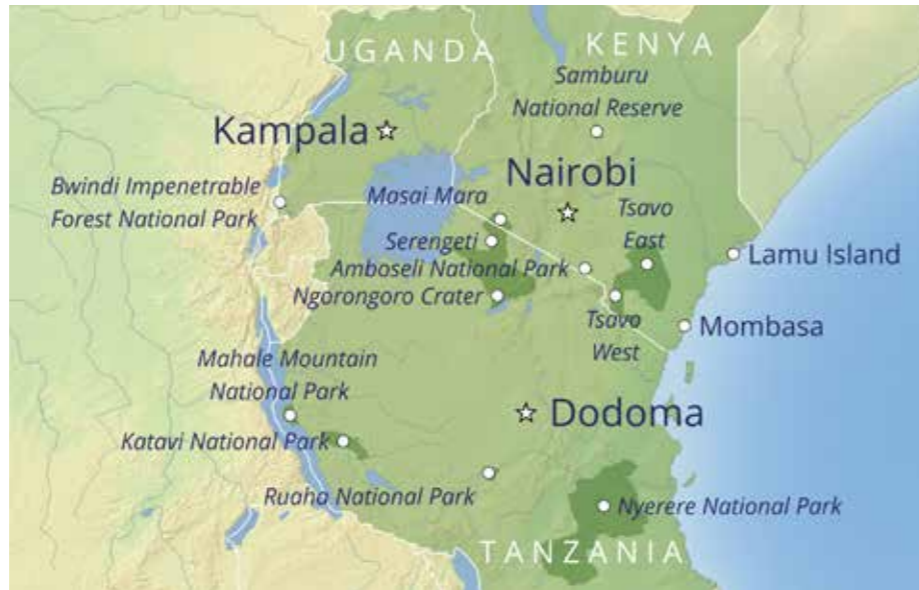 UGANDA
KENYA
Samburu
National Reserve
Kampala
Nairobi
Bwindi Impenetrable
Forest National Park
Masai Mara
Tsavo
East
Serengeti
Lamu Island
Amboseli National Park
Ngorongoro Crater
Tsavo
West
Mombasa
Mahale Mountain
National Park
Dodoma
Katavi National Park
Ruaha National Park
Nyerere National Park
TANZANIA